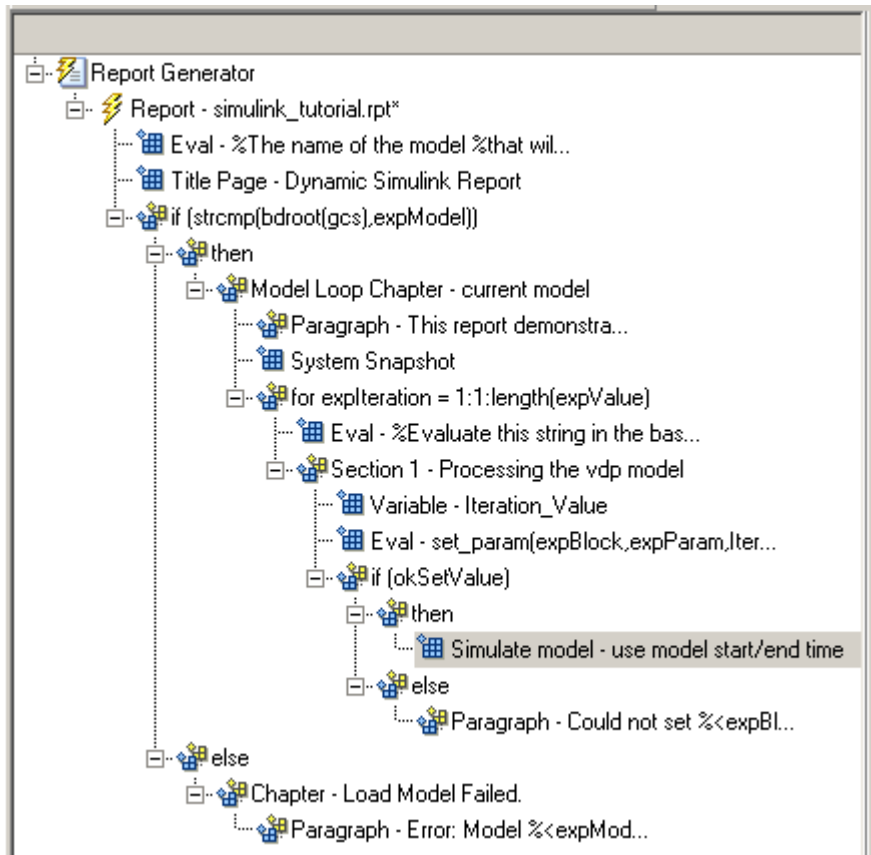 Report Generator
Report - simulink_tutorial.rpt*
Eval - %The name of the model %that wil...
Title Page - Dynamic Simulink Report
if (strcmp(bdroot(gcs),expModel))
then
Model Loop Chapter - current model
Paragraph - This report demonstra...
System Snapshot
for expIteration = 1:1:length(expValue)
Eval - %Evaluate this string in the bas...
Section 1 - Processing the vdp model
Variable - Iteration_Value
Eval - set_param(expBlock,expParam,Iter...
if (okSetValue)
then
Simulate model - use model start/end time
else
Paragraph - Could not set %<expBl...
else
Chapter - Load Model Failed.
Paragraph - Error: Model %<expMod...